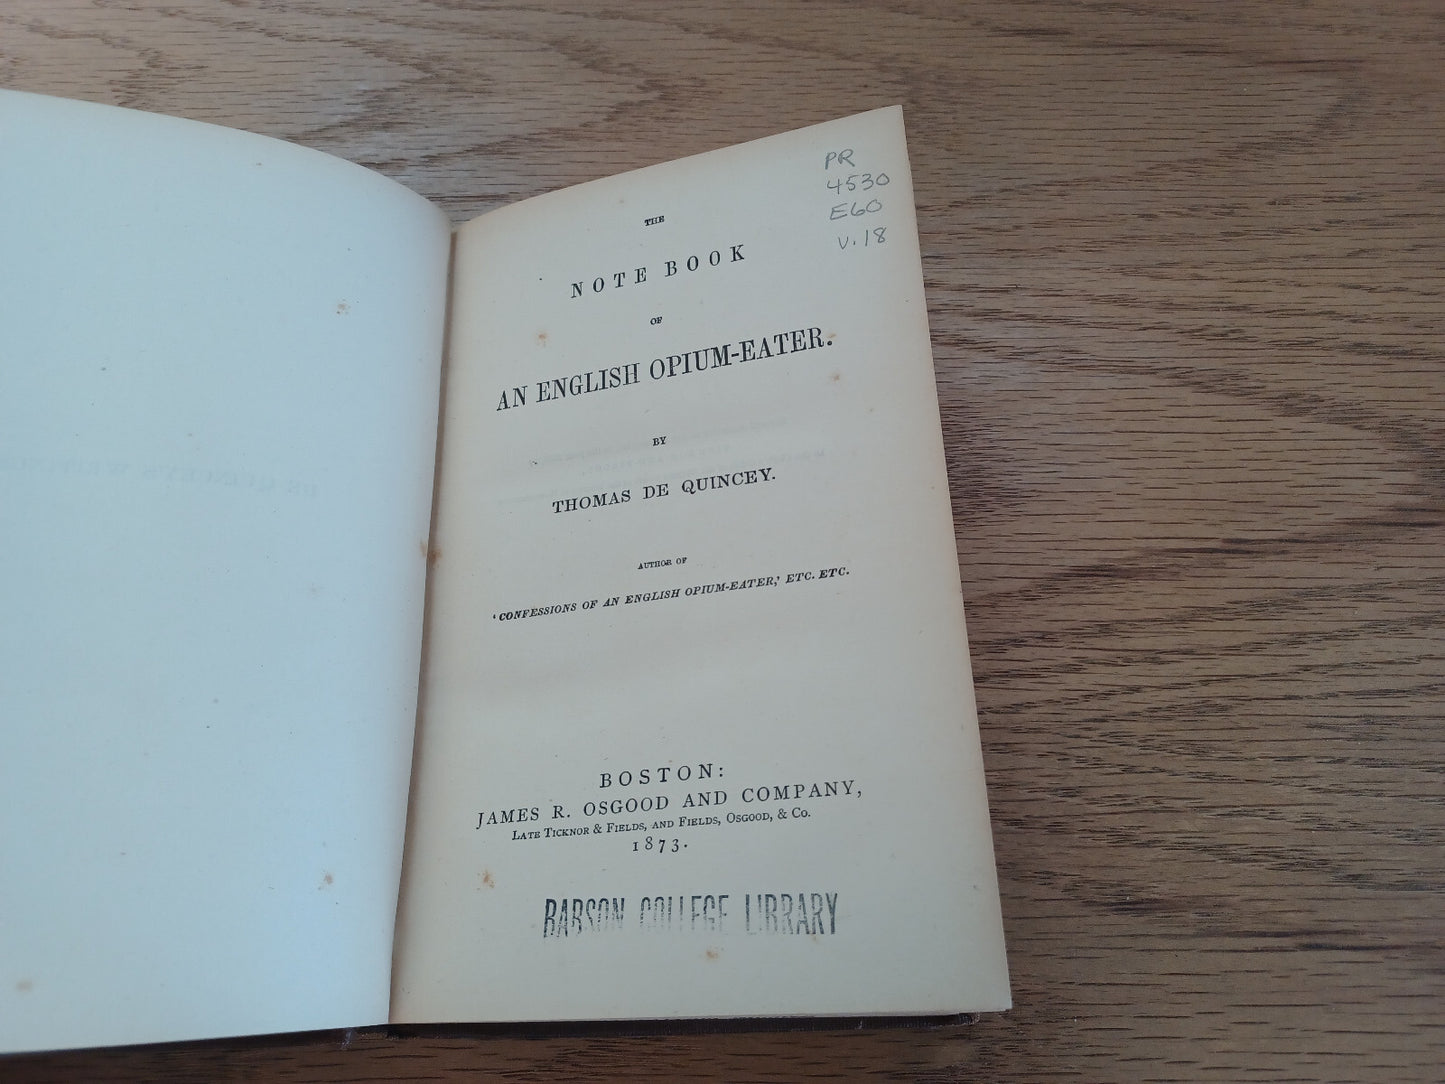 PR
4530
E60
v.18
THE
NOTE BOOK
OF
AN ENGLISH OPIUM-EATER.
BY
THOMAS DE QUINCEY.
AUTHOR OF
'CONFESSIONS OF AN ENGLISH OPIUM-EATER,' ETC. ETC.
BOSTON:
JAMES R. OSGOOD AND COMPANY,
LATE TICKNOR & FIELDS, AND FIELDS, OSGOOD, & CO.
1873.
BABSON COLLEGE LIBRARY